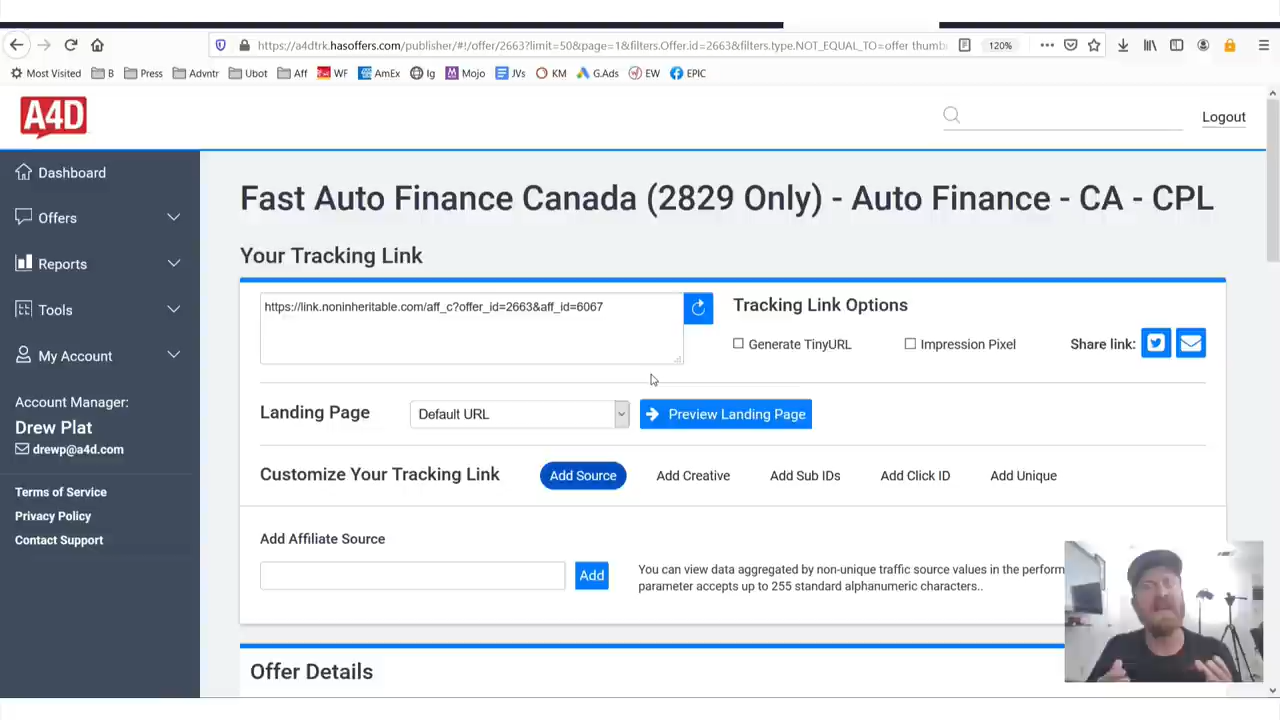 https://a4dtrk.hasoffers.com/publisher/#!/offer/2663?limit=50&page=1&filters.Offer.id=2663&filters.type.NOT_EQUAL_TO=offer thumb
120%
Most Visited B Press Advntr Ubot Aff WF AmEx Ig Mojo JVs KM G.Ads EW EPIC
A4D
Logout
Dashboard
Offers
Reports
Tools
My Account
Account Manager:
Drew Plat
drewp@a4d.com
Terms of Service
Privacy Policy
Contact Support
Fast Auto Finance Canada (2829 Only) - Auto Finance - CA - CPL
Your Tracking Link
https://link.noninheritable.com/aff_c?offer_id=2663&aff_id=6067
Tracking Link Options
Generate TinyURL Impression Pixel Share link:
Landing Page Default URL Preview Landing Page
Customize Your Tracking Link Add Source Add Creative Add Sub IDs Add Click ID Add Unique
Add Affiliate Source
Add
You can view data aggregated by non-unique traffic source values in the perform
parameter accepts up to 255 standard alphanumeric characters..
Offer Details